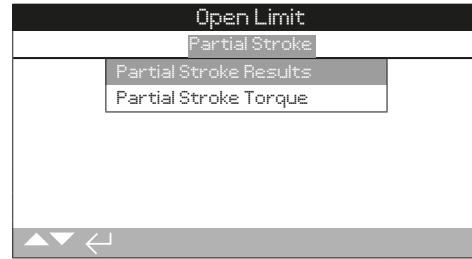 Open Limit
Partial Stroke
Partial Stroke Results
Partial Stroke Torque